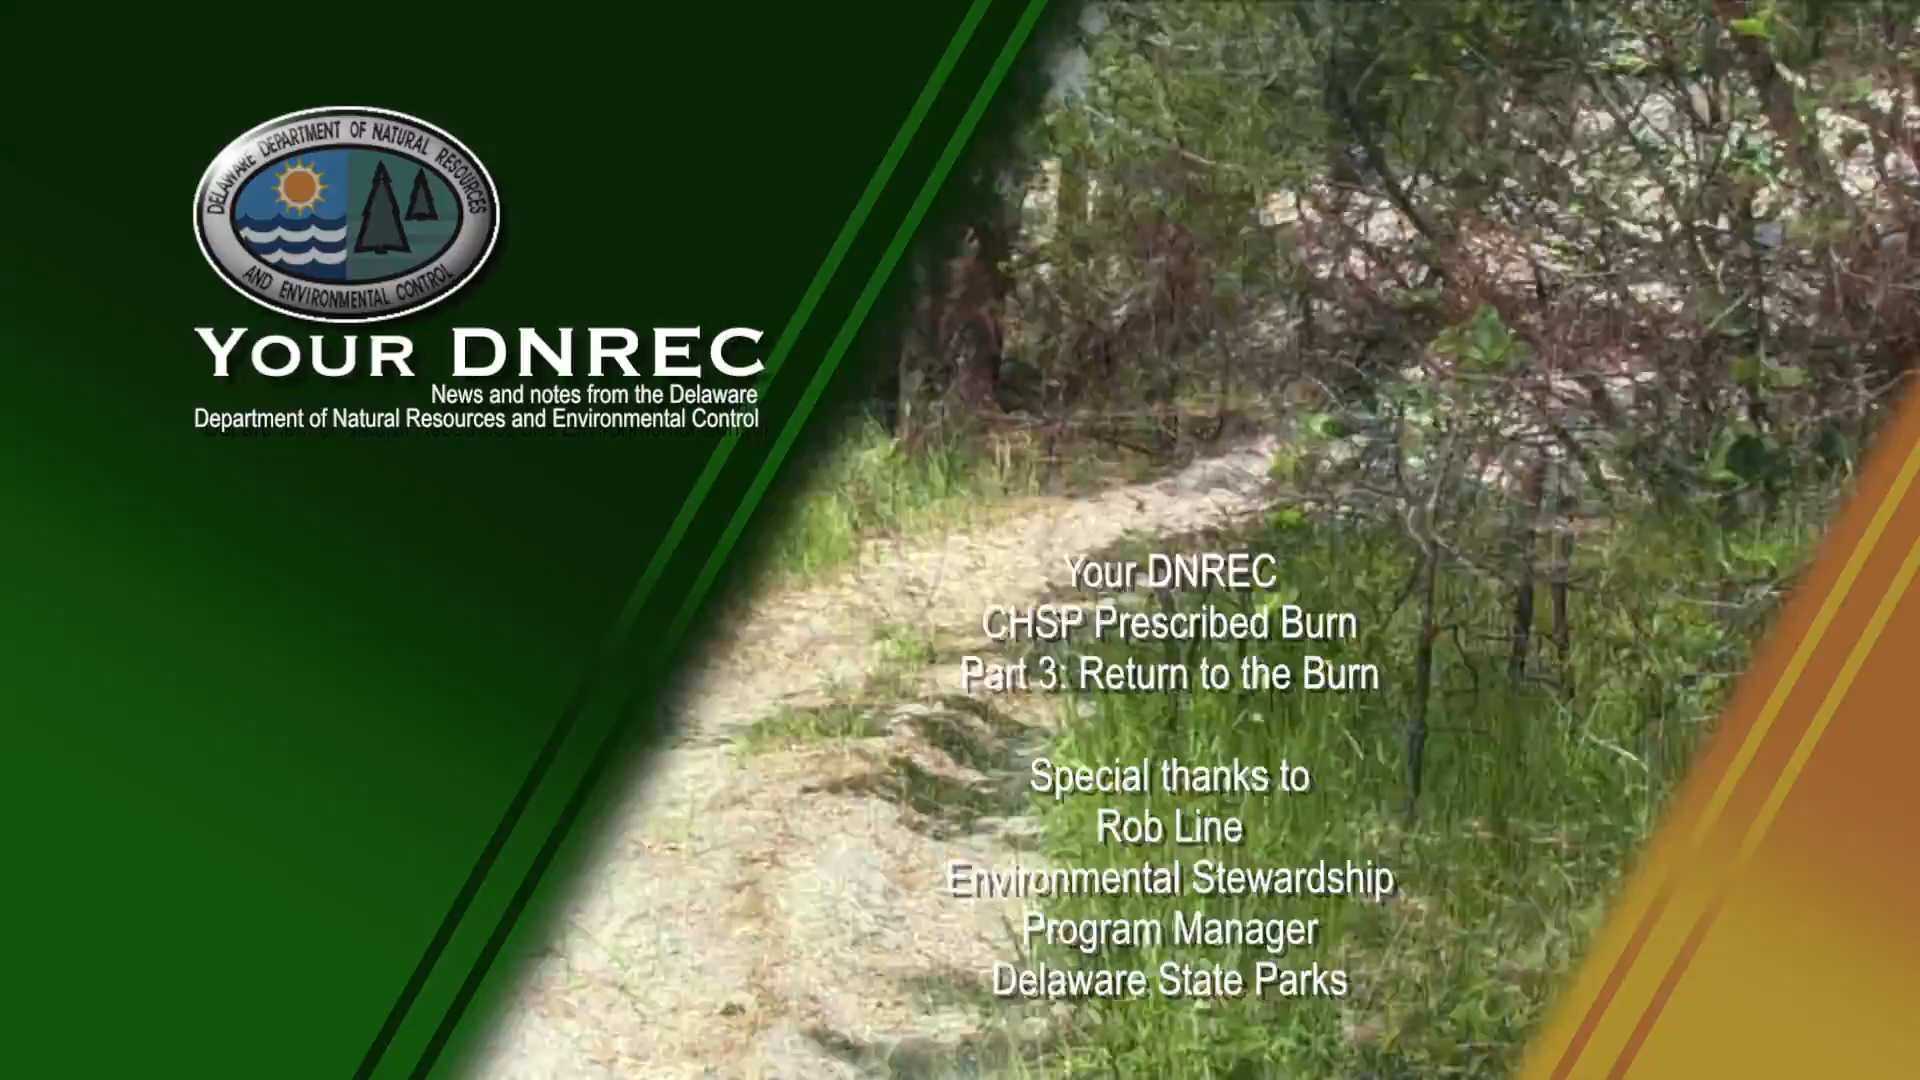 DELAWARE DEPARTMENT OF NATURAL RESOURCES
AND ENVIRONMENTAL CONTROL
YOUR DNREC
News and notes from the Delaware
Department of Natural Resources and Environmental Control
Your DNREC
CHSP Prescribed Burn
Part 3: Return to the Burn
Special thanks to
Rob Line
Environmental Stewardship
Program Manager
Delaware State Parks